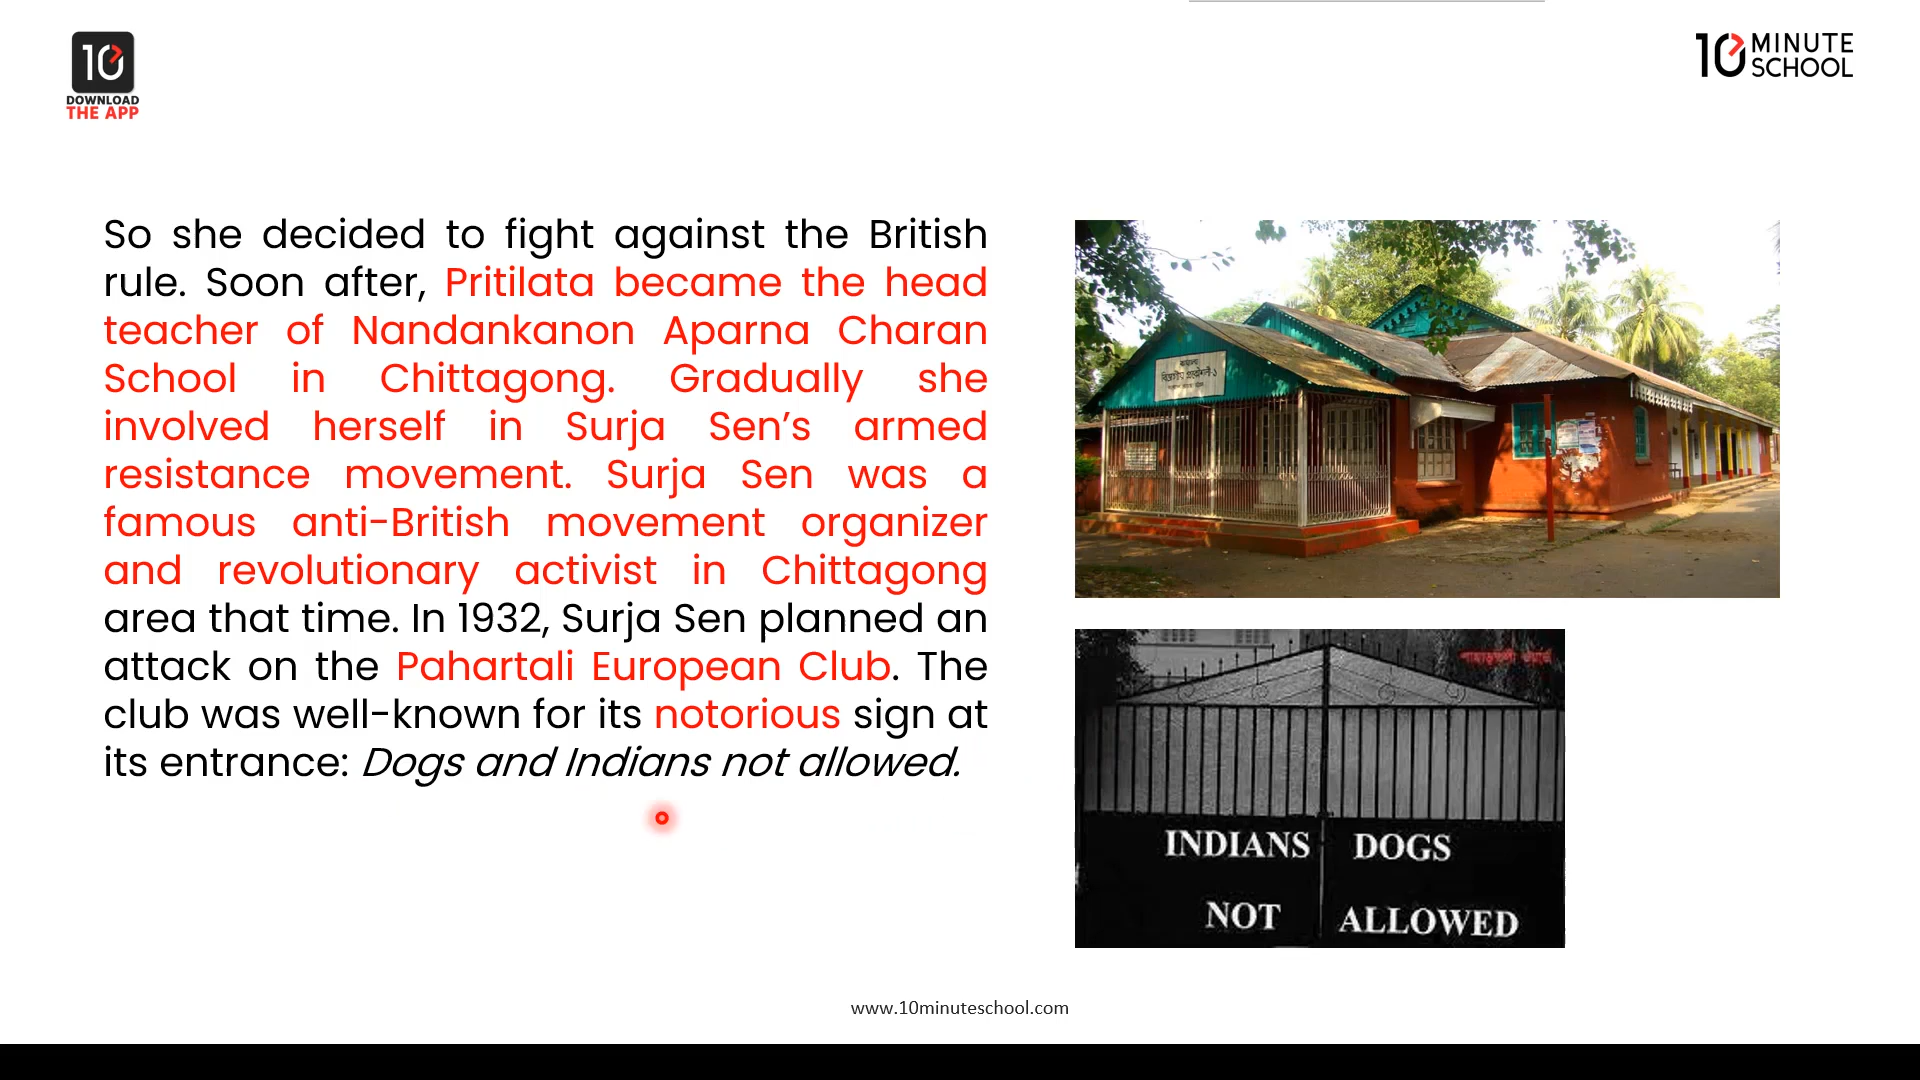 10
DOWNLOAD
THE APP
10 MINUTE
SCHOOL
So she decided to fight against the British
rule. Soon after, Pritilata became the head
teacher of Nandankanon Aparna Charan
School in Chittagong. Gradually she
involved herself in Surja Sen’s armed
resistance movement. Surja Sen was a
famous anti-British movement organizer
and revolutionary activist in Chittagong
area that time. In 1932, Surja Sen planned an
attack on the Pahartali European Club. The
club was well-known for its notorious sign at
its entrance: Dogs and Indians not allowed.
INDIANS DOGS
NOT ALLOWED
www.10minuteschool.com